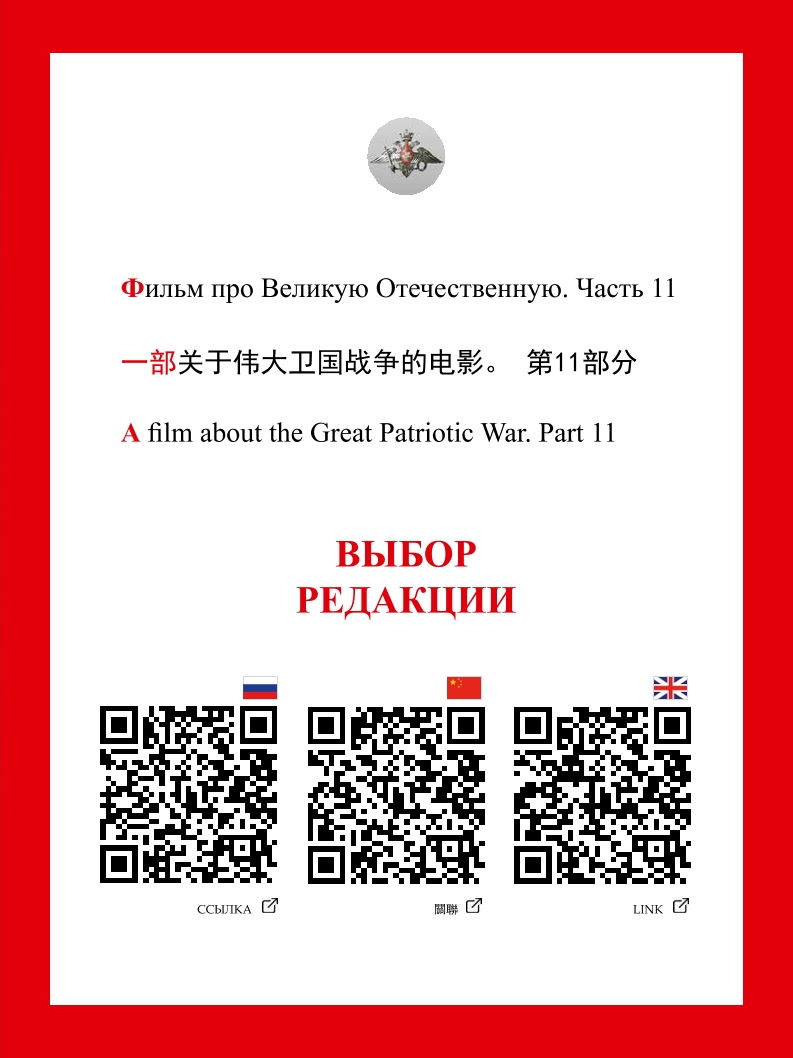 Фильм про Великую Отечественную. Часть 11
一部关于伟大卫国战争的电影。 第11部分
A film about the Great Patriotic War. Part 11
ВЫБОР
РЕДАКЦИИ
ССЫЛКА
關聯
LINK